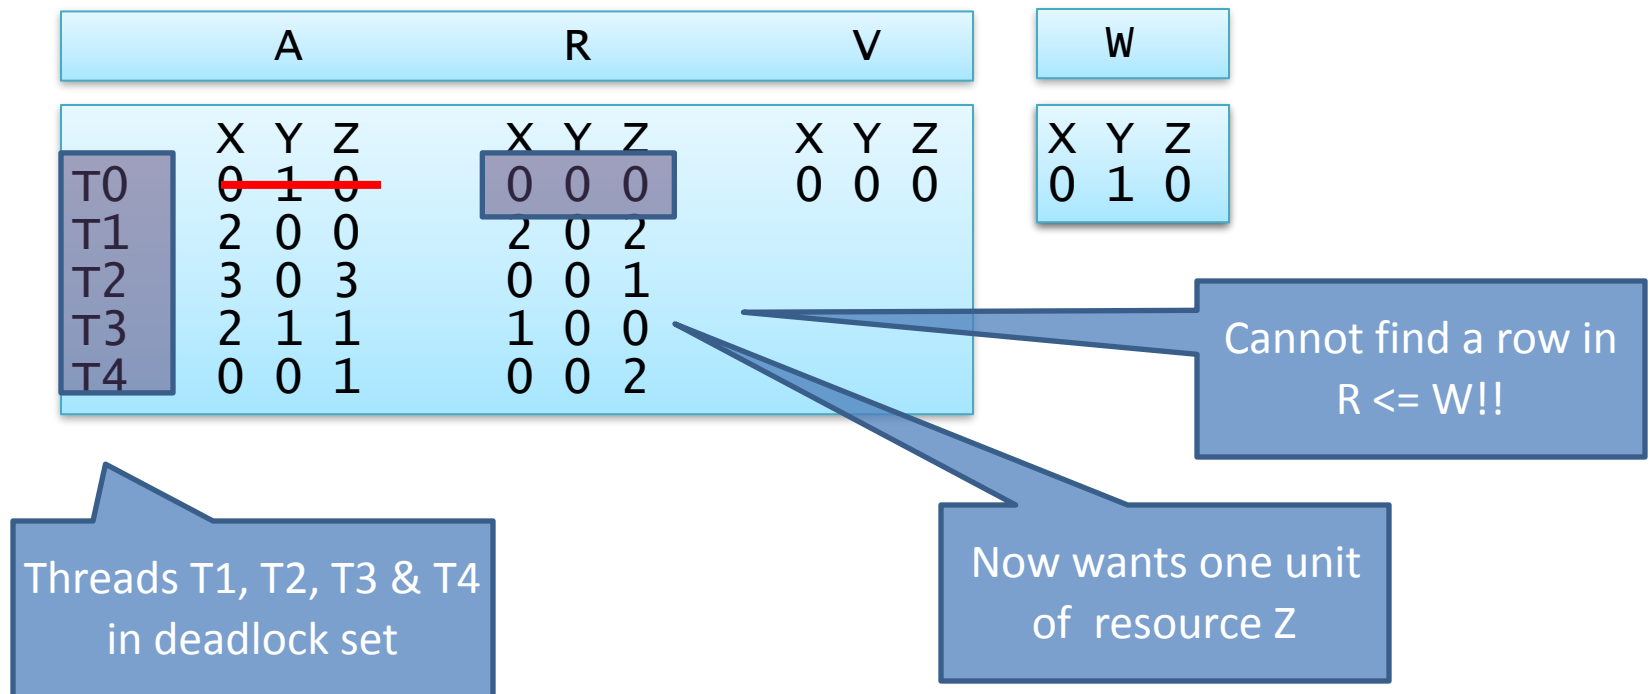 A R V W
X Y Z X Y Z X Y Z X Y Z
T0 0 1 0 0 0 0 0 0 0 0 1 0
T1 2 0 0 2 0 2
T2 3 0 3 0 0 1
T3 2 1 1 1 0 0
T4 0 0 1 0 0 2
Cannot find a row in
R <= W!!
Threads T1, T2, T3 & T4
in deadlock set
Now wants one unit
of resource Z